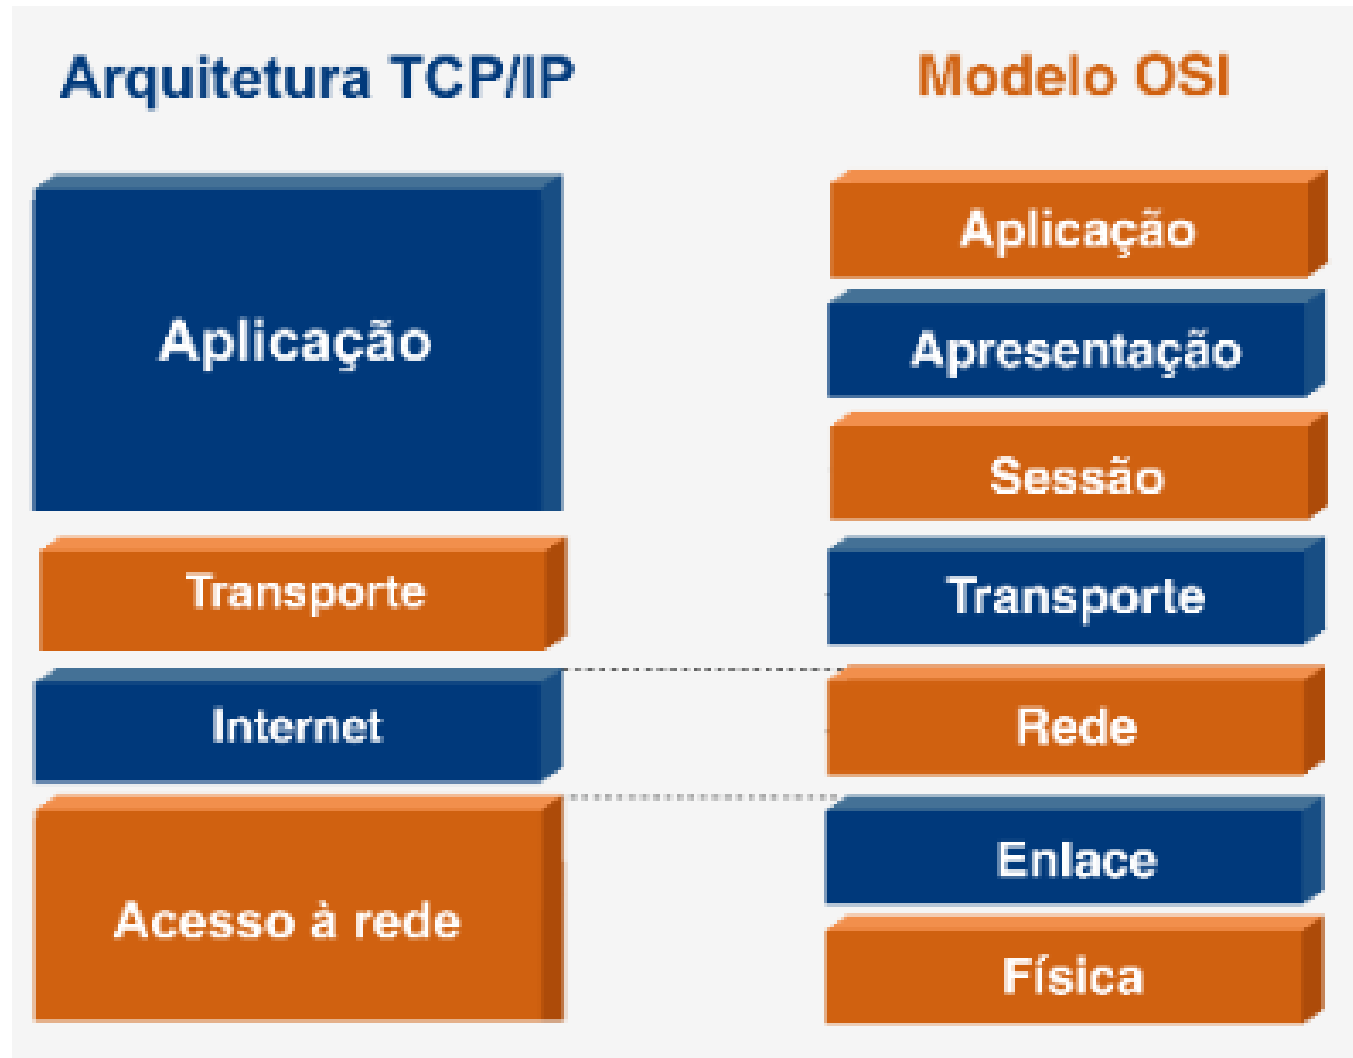 Arquitetura TCP/IP
Modelo OSI
Aplicação
Transporte
Internet
Acesso à rede
Aplicação
Apresentação
Sessão
Transporte
Rede
Enlace
Física